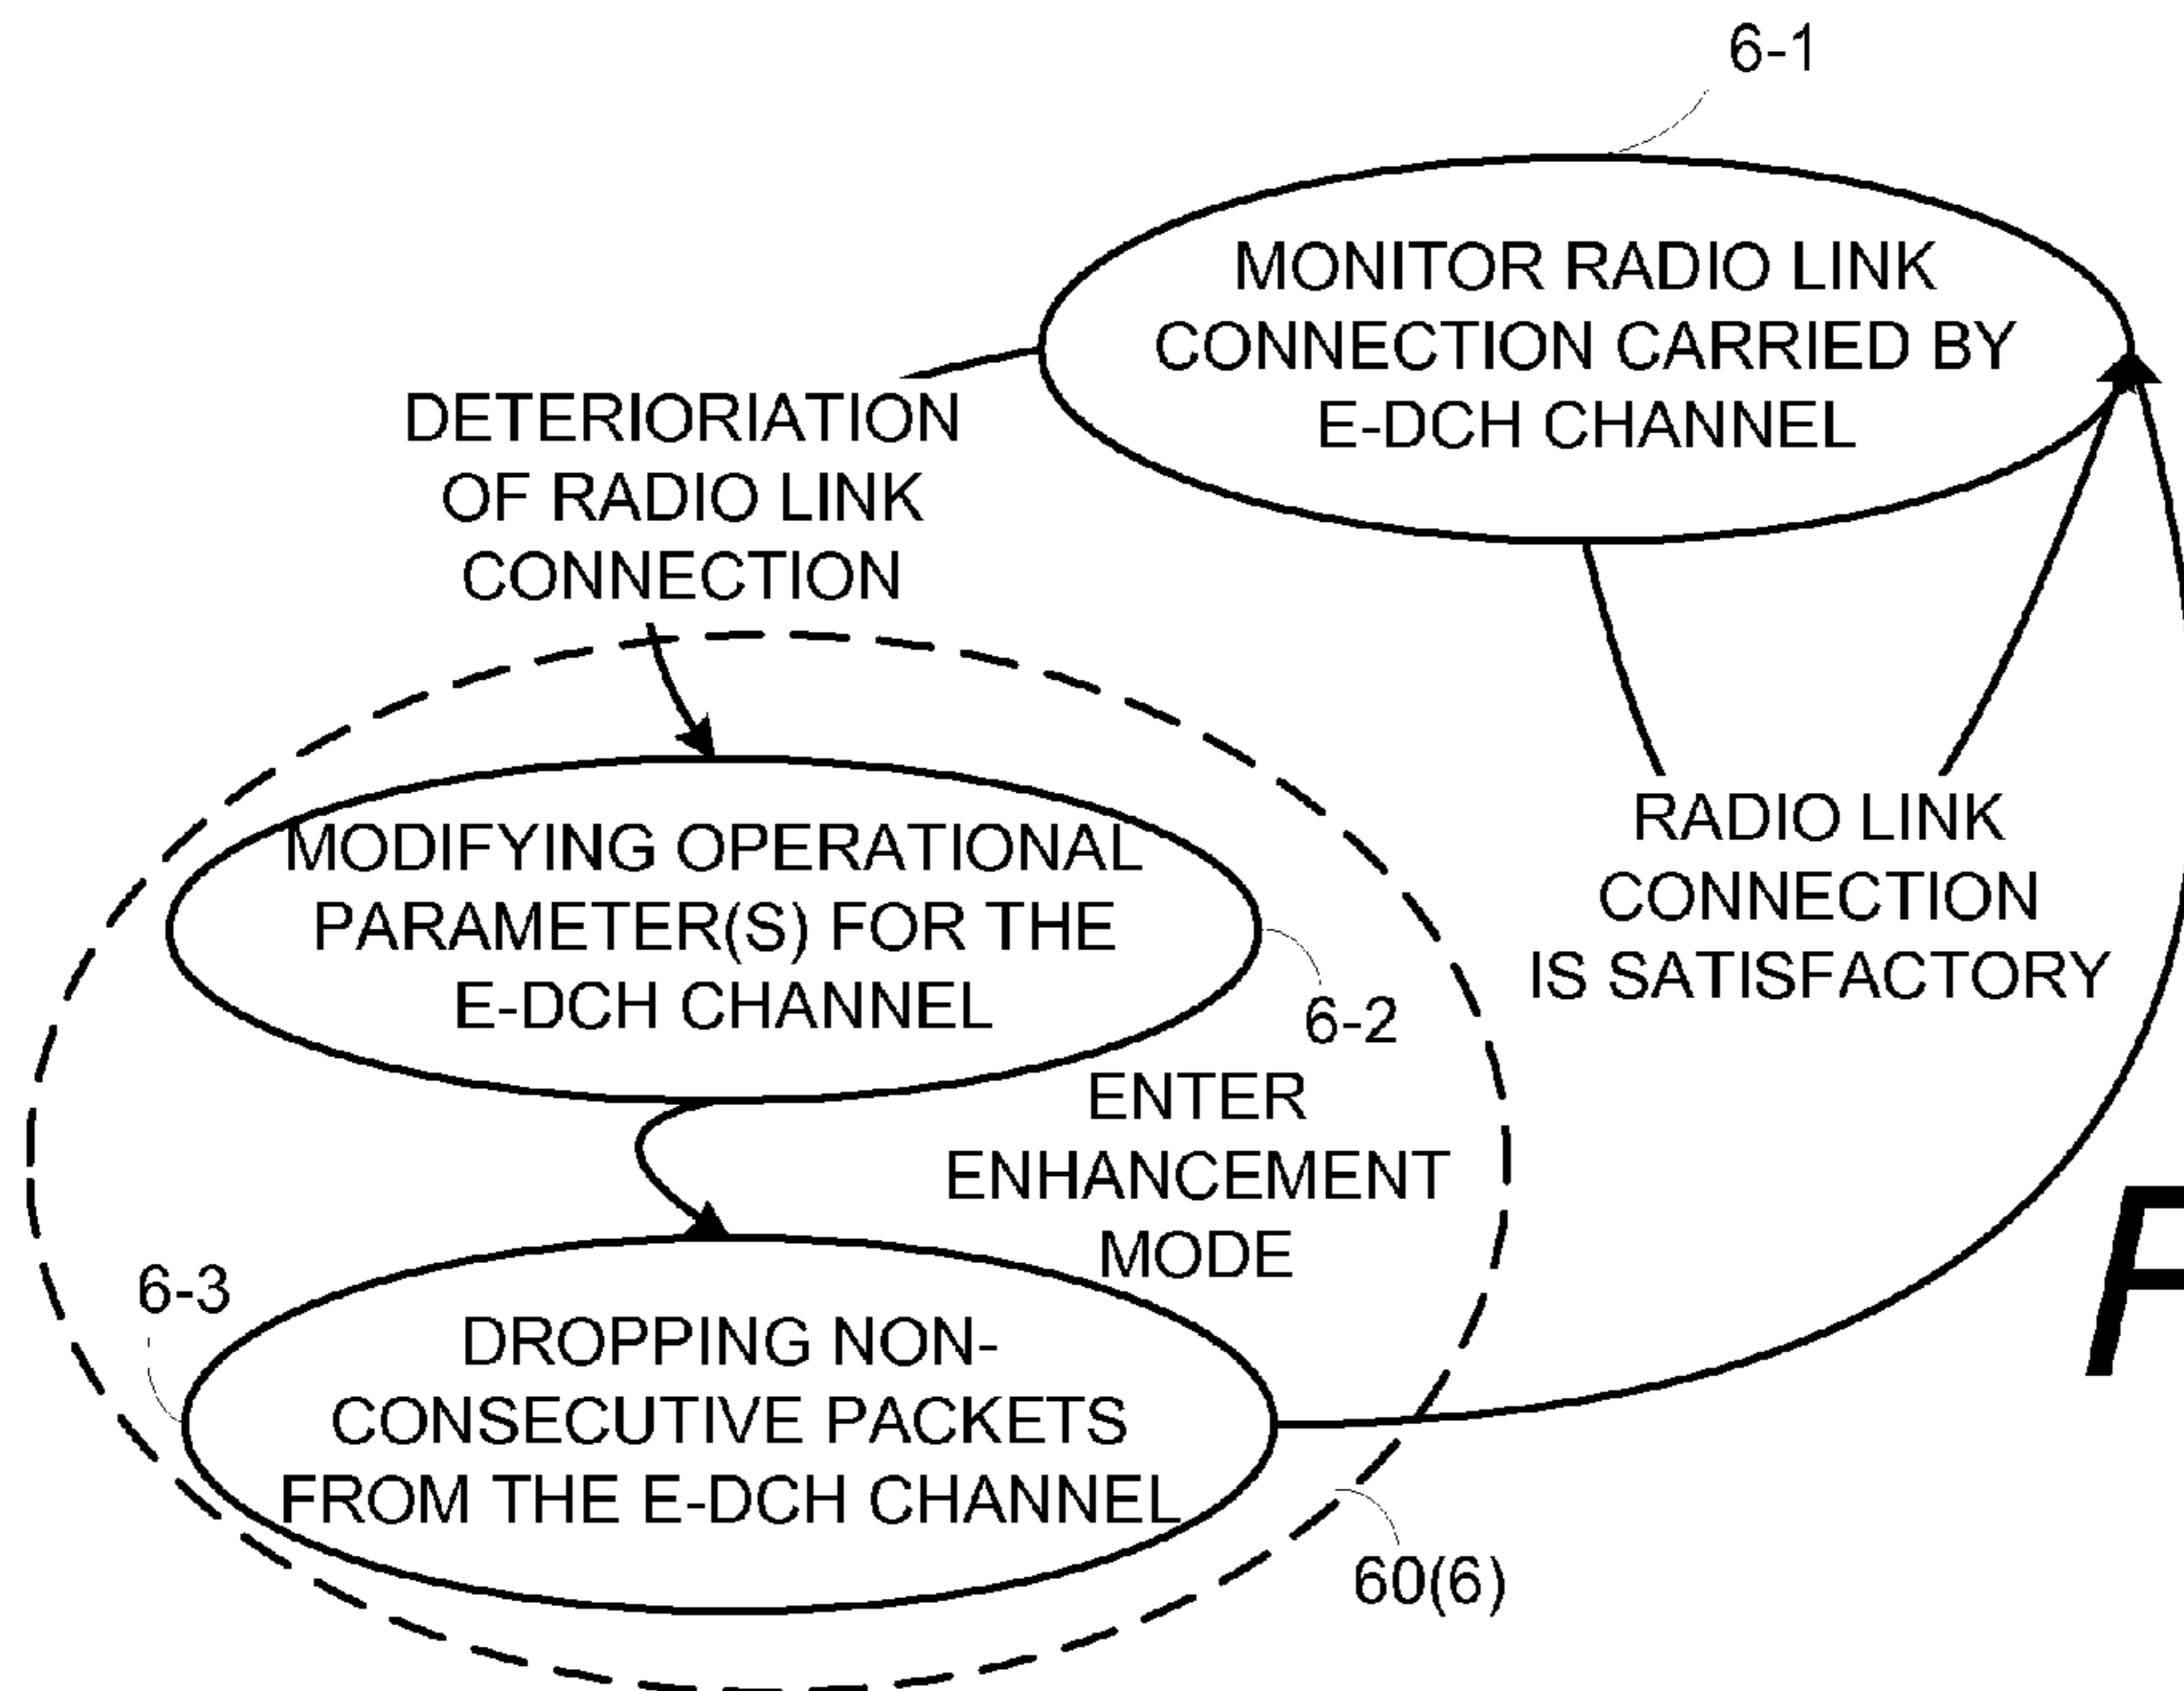 6-1
MONITOR RADIO LINK
CONNECTION CARRIED BY
E-DCH CHANNEL
DETERIORIATION
OF RADIO LINK
CONNECTION
RADIO LINK
CONNECTION
IS SATISFACTORY
MODIFYING OPERATIONAL
PARAMETER(S) FOR THE
E-DCH CHANNEL
6-2
ENTER
ENHANCEMENT
MODE
6-3
DROPPING NON-
CONSECUTIVE PACKETS
FROM THE E-DCH CHANNEL
60(6)
F